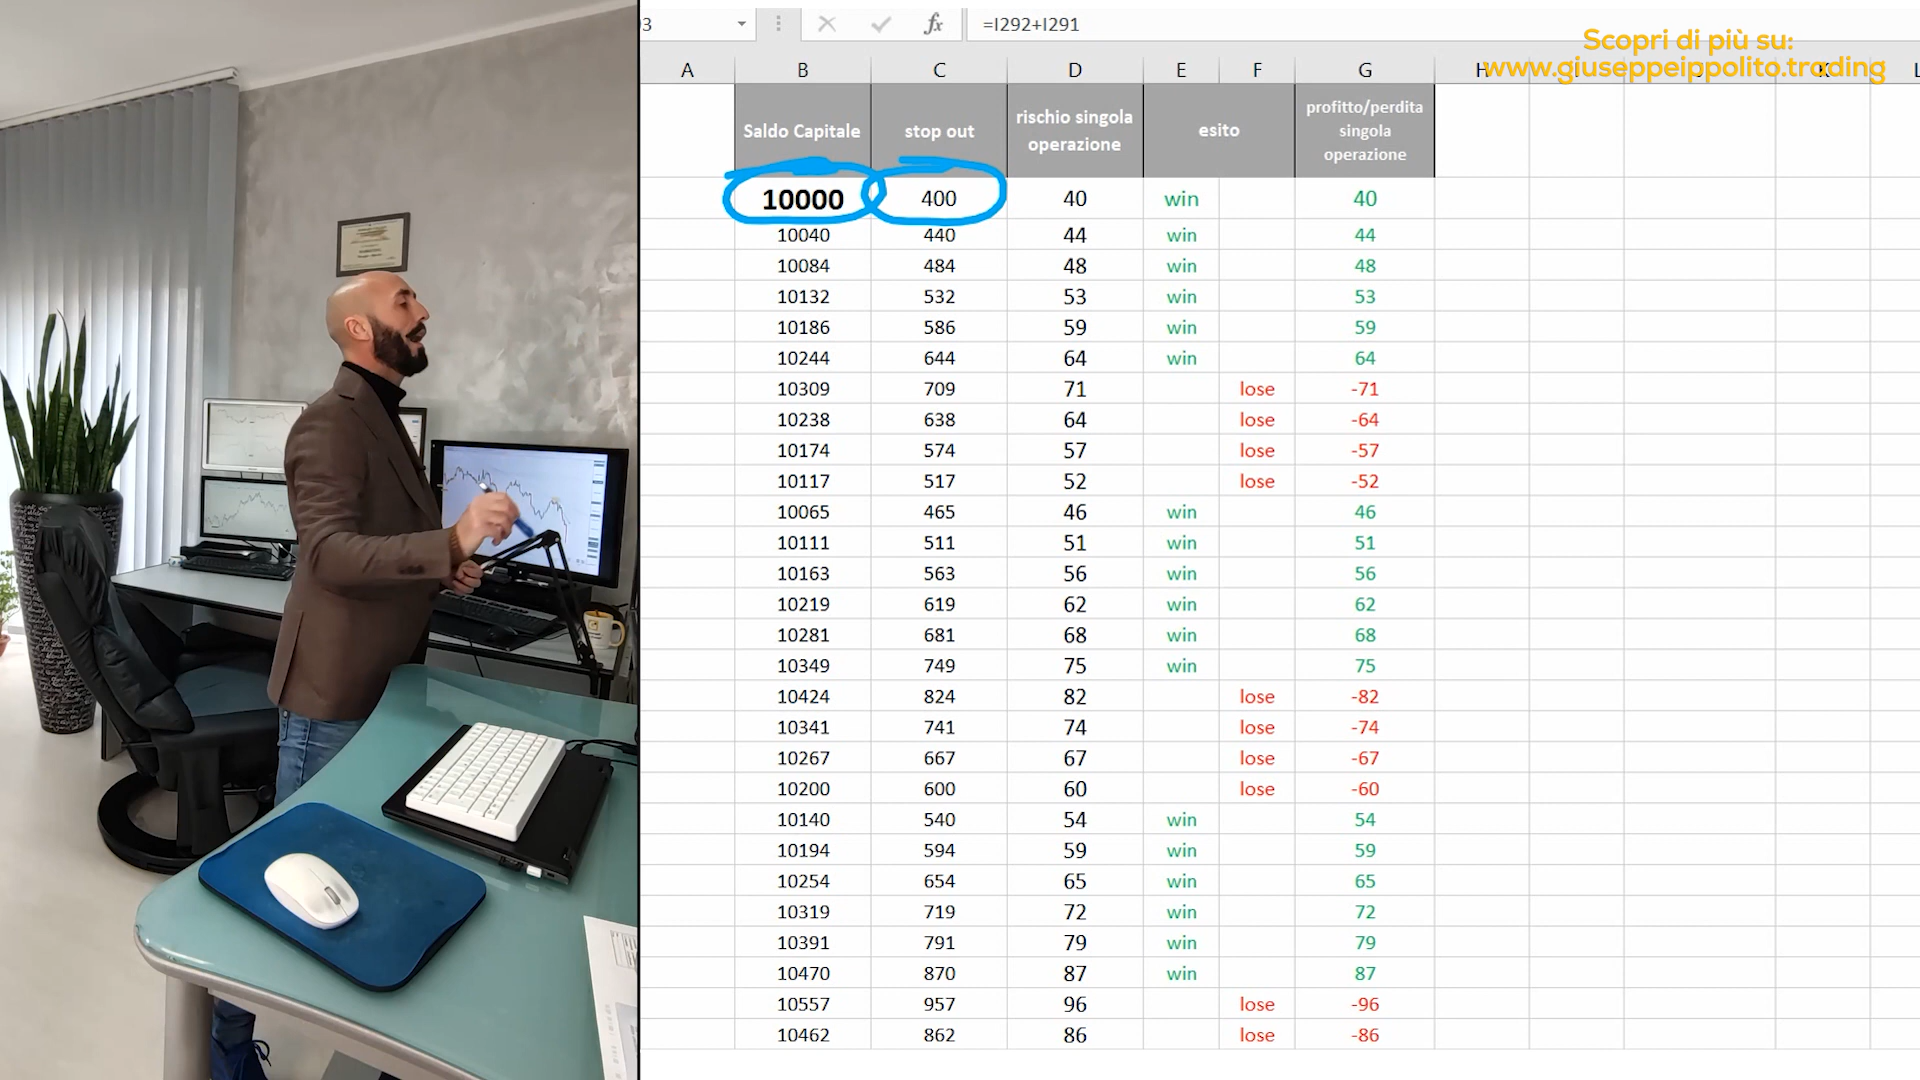 3
fx
=I292+I291
Scopri di più su:
www.giuseppeippolito.trading
A B C D E F G H K L
Saldo Capitale stop out rischio singola operazione esito profitto/perdita singola operazione
10000 400 40 win 40
10040 440 44 win 44
10084 484 48 win 48
10132 532 53 win 53
10186 586 59 win 59
10244 644 64 win 64
10309 709 71 lose -71
10238 638 64 lose -64
10174 574 57 lose -57
10117 517 52 lose -52
10065 465 46 win 46
10111 511 51 win 51
10163 563 56 win 56
10219 619 62 win 62
10281 681 68 win 68
10349 749 75 win 75
10424 824 82 lose -82
10341 741 74 lose -74
10267 667 67 lose -67
10200 600 60 lose -60
10140 540 54 win 54
10194 594 59 win 59
10254 654 65 win 65
10319 719 72 win 72
10391 791 79 win 79
10470 870 87 win 87
10557 957 96 lose -96
10462 862 86 lose -86